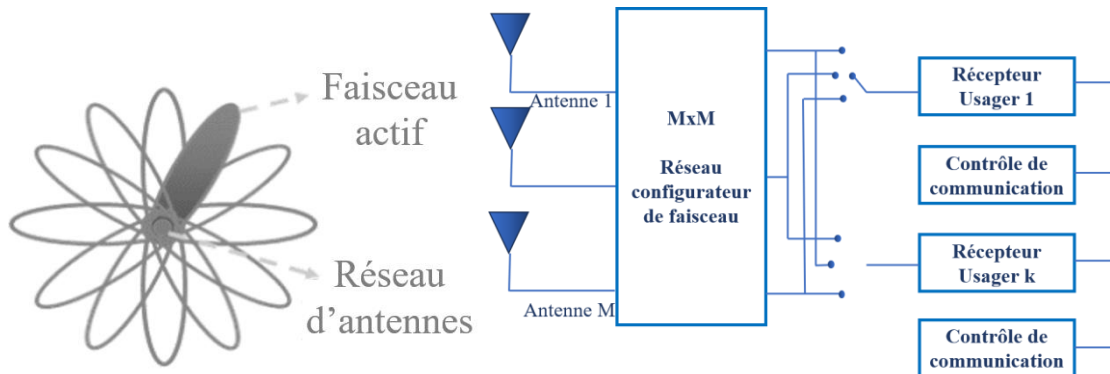 Faisceau
actif
Réseau
d’antennes
Antenne 1
Antenne M
MxM
Réseau
configurateur
de faisceau
Récepteur
Usager 1
Contrôle de
communication
Récepteur
Usager k
Contrôle de
communication